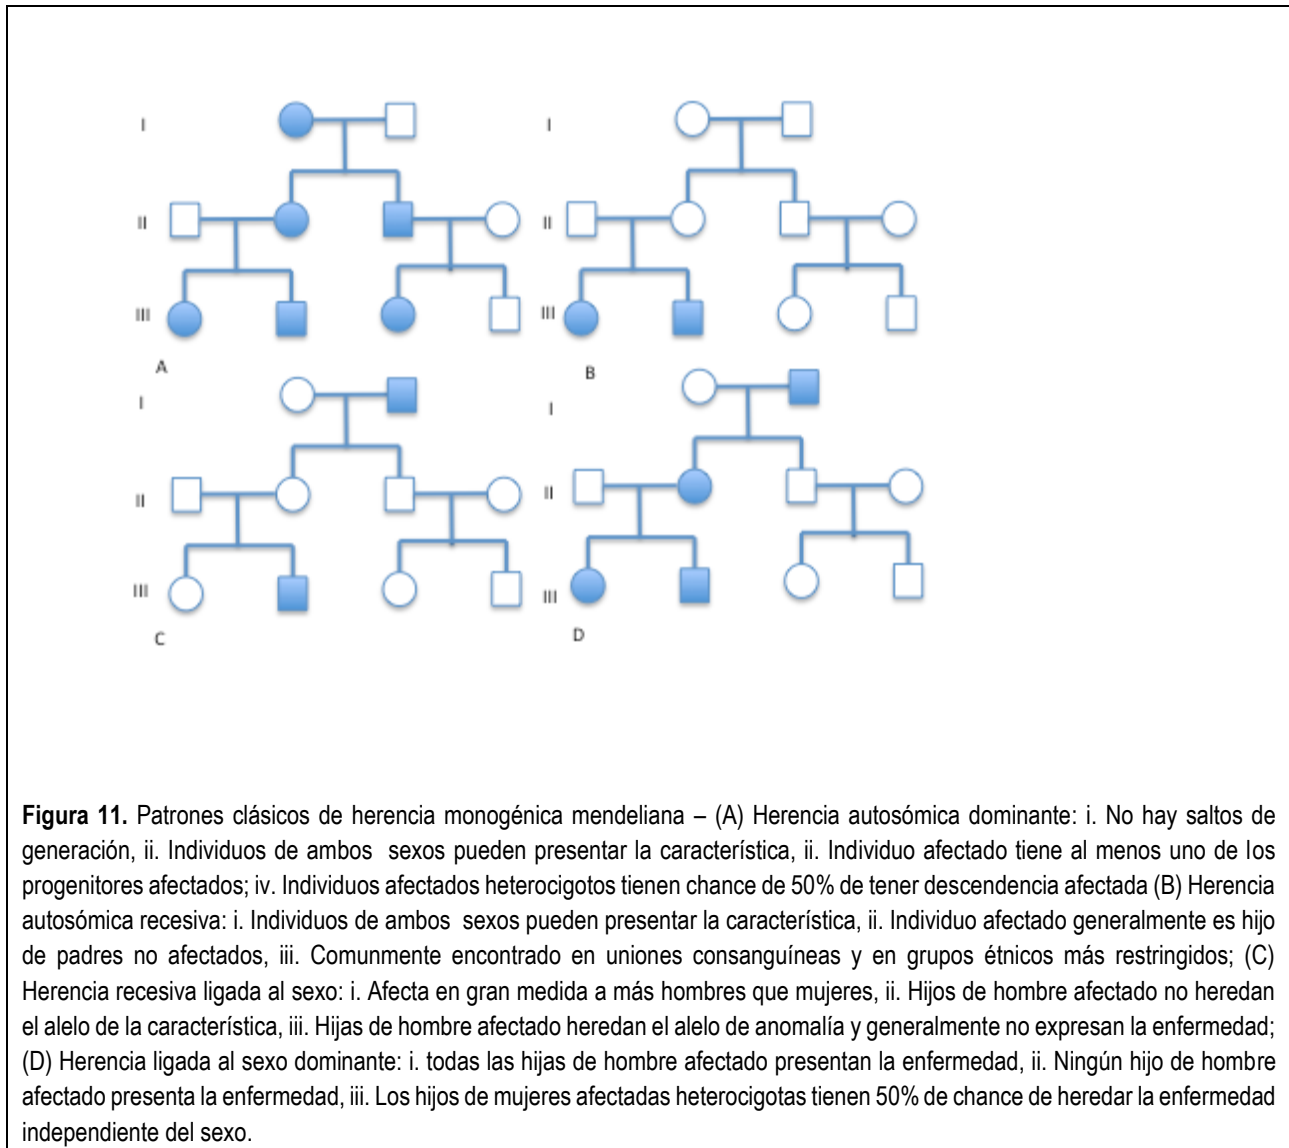 I
I
II
II
III
III
A
B
I
I
II
II
III
III
C
D
Figura 11. Patrones clásicos de herencia monogénica mendeliana – (A) Herencia autosómica dominante: i. No hay saltos de
generación, ii. Individuos de ambos sexos pueden presentar la característica, ii. Individuo afectado tiene al menos uno de los
progenitores afectados; iv. Individuos afectados heterocigotos tienen chance de 50% de tener descendencia afectada (B) Herencia
autosómica recesiva: i. Individuos de ambos sexos pueden presentar la característica, ii. Individuo afectado generalmente es hijo
de padres no afectados, iii. Comunmente encontrado en uniones consanguíneas y en grupos étnicos más restringidos; (C)
Herencia recesiva ligada al sexo: i. Afecta en gran medida a más hombres que mujeres, ii. Hijos de hombre afectado no heredan
el alelo de la característica, iii. Hijas de hombre afectado heredan el alelo de anomalía y generalmente no expresan la enfermedad;
(D) Herencia ligada al sexo dominante: i. todas las hijas de hombre afectado presentan la enfermedad, ii. Ningún hijo de hombre
afectado presenta la enfermedad, iii. Los hijos de mujeres afectadas heterocigotas tienen 50% de chance de heredar la enfermedad
independiente del sexo.